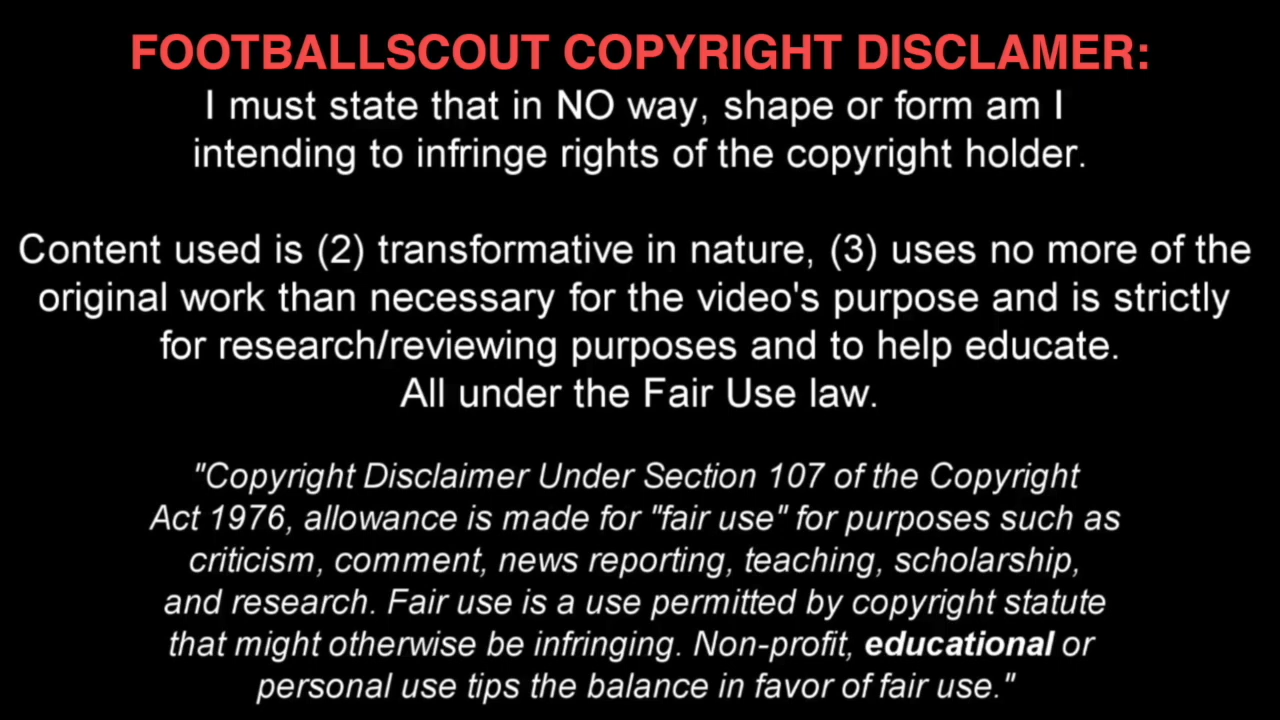 FOOTBALLSCOUT COPYRIGHT DISCLAMER:
I must state that in NO way, shape or form am I
intending to infringe rights of the copyright holder.
Content used is (2) transformative in nature, (3) uses no more of the
original work than necessary for the video's purpose and is strictly
for research/reviewing purposes and to help educate.
All under the Fair Use law.
"Copyright Disclaimer Under Section 107 of the Copyright
Act 1976, allowance is made for "fair use" for purposes such as
criticism, comment, news reporting, teaching, scholarship,
and research. Fair use is a use permitted by copyright statute
that might otherwise be infringing. Non-profit, educational or
personal use tips the balance in favor of fair use."